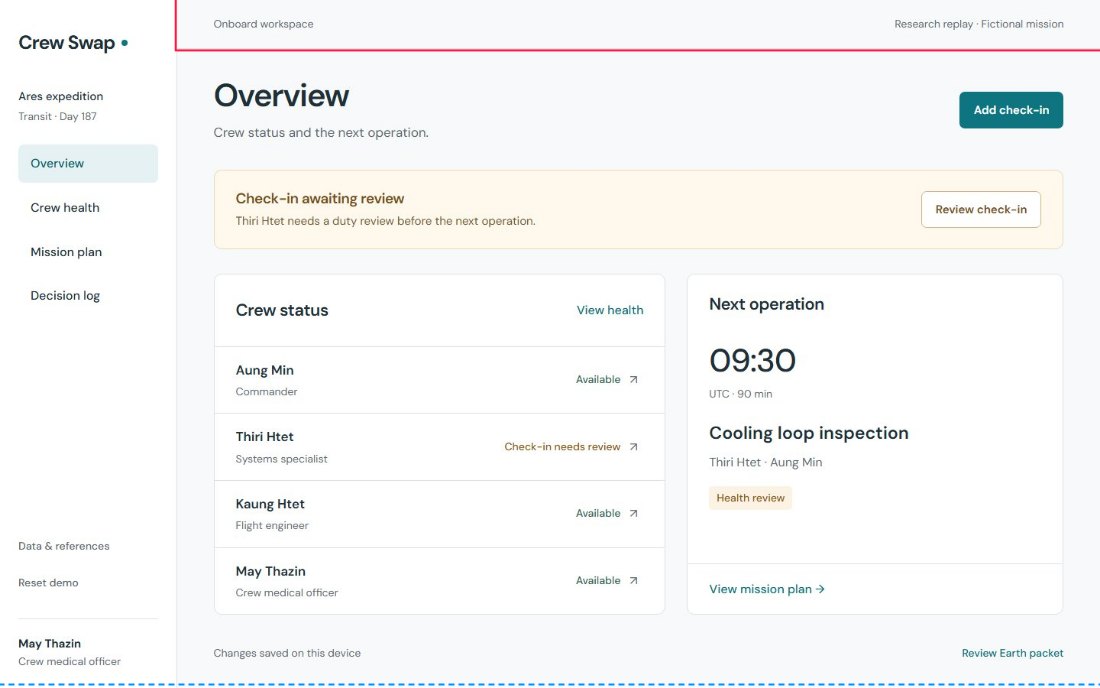 Crew Swap
Ares expedition
Transit · Day 187
Overview
Crew health
Mission plan
Decision log
Data & references
Reset demo
May Thazin
Crew medical officer
Onboard workspace
Research replay · Fictional mission
Overview
Crew status and the next operation.
Add check-in
Check-in awaiting review
Thiri Htet needs a duty review before the next operation.
Review check-in
Crew status
View health
Aung Min
Commander
Available ↗
Thiri Htet
Systems specialist
Check-in needs review ↗
Kaung Htet
Flight engineer
Available ↗
May Thazin
Crew medical officer
Available ↗
Next operation
09:30
UTC · 90 min
Cooling loop inspection
Thiri Htet · Aung Min
Health review
View mission plan →
Changes saved on this device
Review Earth packet